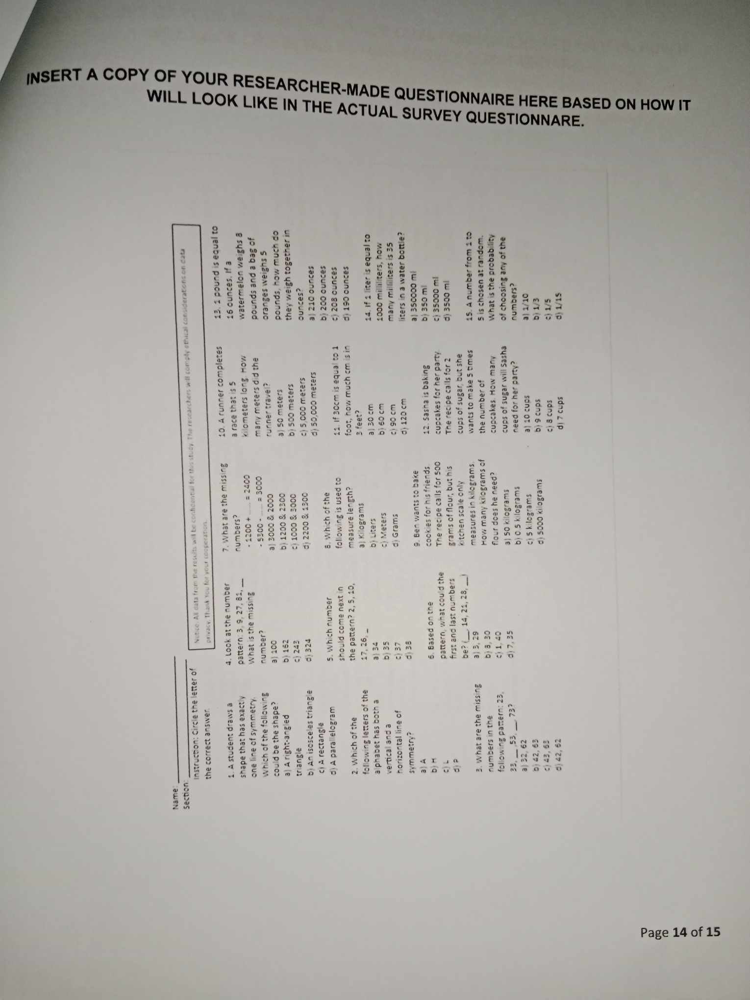 INSERT A COPY OF YOUR RESEARCHER-MADE QUESTIONNAIRE HERE BASED ON HOW IT
WILL LOOK LIKE IN THE ACTUAL SURVEY QUESTIONNARE.
Name:
Section:
Notice. All data from the results will be confidential for this study. The researchers will comply ethical considerations on data
privacy. Thank You for your cooperation.
Instruction: Circle the letter of
the correct answer.
1. A student draws a
shape that has exactly
one line of symmetry.
Which of the following
could be the shape?
a) A right-angled
triangle
b) An isosceles triangle
c) A rectangle
d) A parallelogram
2. Which of the
following letters of the
alphabet has both a
vertical and a
horizontal line of
symmetry?
a) A
b) H
c) L
d) P
3. What are the missing
numbers in the
following pattern: 23,
33, __, 53, __ 73?
a) 32, 62
b) 42, 63
c) 43, 63
d) 42, 62
4. Look at the number
pattern: 3, 9, 27, 81, __
What is the missing
number?
a) 100
b) 162
c) 243
d) 324
5. Which number
should come next in
the pattern? 2, 5, 10,
17, 26, _
a) 34
b) 35
c) 37
d) 38
6. Based on the
pattern, what could the
first and last numbers
be? (__, 14, 21, 28, __)
a) 3, 29
b) 8, 30
c) 1, 40
d) 7, 35
7. What are the missing
numbers?
- 1200 + ____ = 2400
- 5300 - ____ = 3000
a) 3000 & 2000
b) 1200 & 2300
c) 1000 & 3000
d) 2200 & 1300
8. Which of the
following is used to
measure length?
a) Kilograms
b) Liters
c) Meters
d) Grams
9. Ben wants to bake
cookies for his friends.
The recipe calls for 500
grams of flour, but his
kitchen scale only
measures in kilograms.
How many kilograms of
flour does he need?
a) 50 kilograms
b) 0.5 kilograms
c) 5 kilograms
d) 5000 kilograms
10. A runner completes
a race that is 5
kilometers long. How
many meters did the
runner travel?
a) 50 meters
b) 500 meters
c) 5,000 meters
d) 50,000 meters
11. If 30cm is equal to 1
foot, how much cm is in
3 feet?
a) 30 cm
b) 60 cm
c) 90 cm
d) 120 cm
12. Sasha is baking
cupcakes for her party.
The recipe calls for 2
cups of sugar, but she
wants to make 5 times
the number of
cupcakes. How many
cups of sugar will Sasha
need for her party?
a) 10 cups
b) 9 cups
c) 8 cups
d) 7 cups
13. 1 pound is equal to
16 ounces. If a
watermelon weighs 8
pounds and a bag of
oranges weighs 5
pounds, how much do
they weigh together in
ounces?
a) 210 ounces
b) 200 ounces
c) 208 ounces
d) 190 ounces
14. If 1 liter is equal to
1000 milliliters, how
many milliliters is 35
liters in a water bottle?
a) 350000 ml
b) 350 ml
c) 35000 ml
d) 3500 ml
15. A number from 1 to
5 is chosen at random.
What is the probability
of choosing any of the
numbers?
a) 1/10
b) 1/3
c) 1/5
d) 1/15
Page 14 of 15